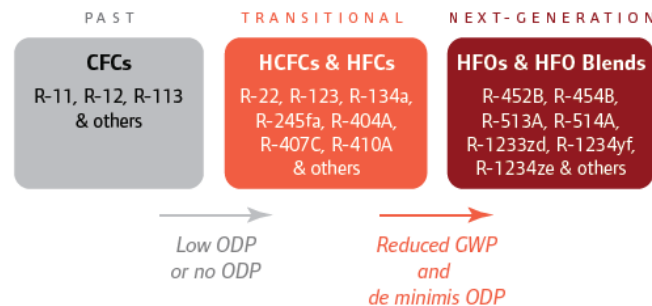 PAST
TRANSITIONAL
NEXT-GENERATION
CFCs
R-11, R-12, R-113
& others
HCFCs & HFCs
R-22, R-123, R-134a,
R-245fa, R-404A,
R-407C, R-410A
& others
HFOs & HFO Blends
R-452B, R-454B,
R-513A, R-514A,
R-1233zd, R-1234yf,
R-1234ze & others
Low ODP
or no ODP
Reduced GWP
and
de minimis ODP